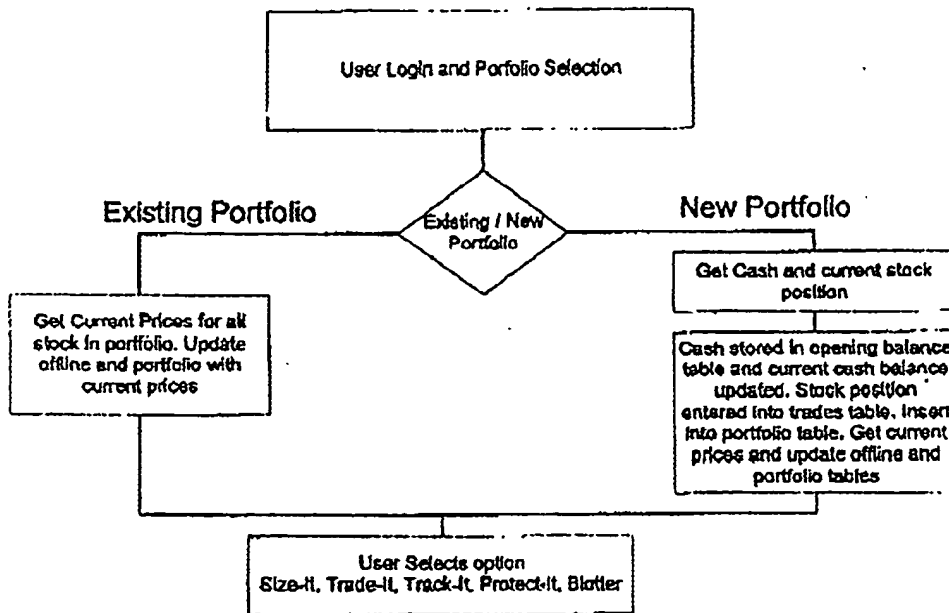 User Login and Porfolio Selection
Existing / New
Portfolio
Existing Portfolio
New Portfolio
Get Current Prices for all
stock in portfolio. Update
offline and portfolio with
current prices
Get Cash and current stock
position
Cash stored in opening balance
table and current cash balance
updated. Stock position
entered into trades table. Insert
into portfolio table. Get current
prices and update offline and
portfolio tables
User Selects option
Size-It, Trade-It, Track-It, Protect-It, Blotter